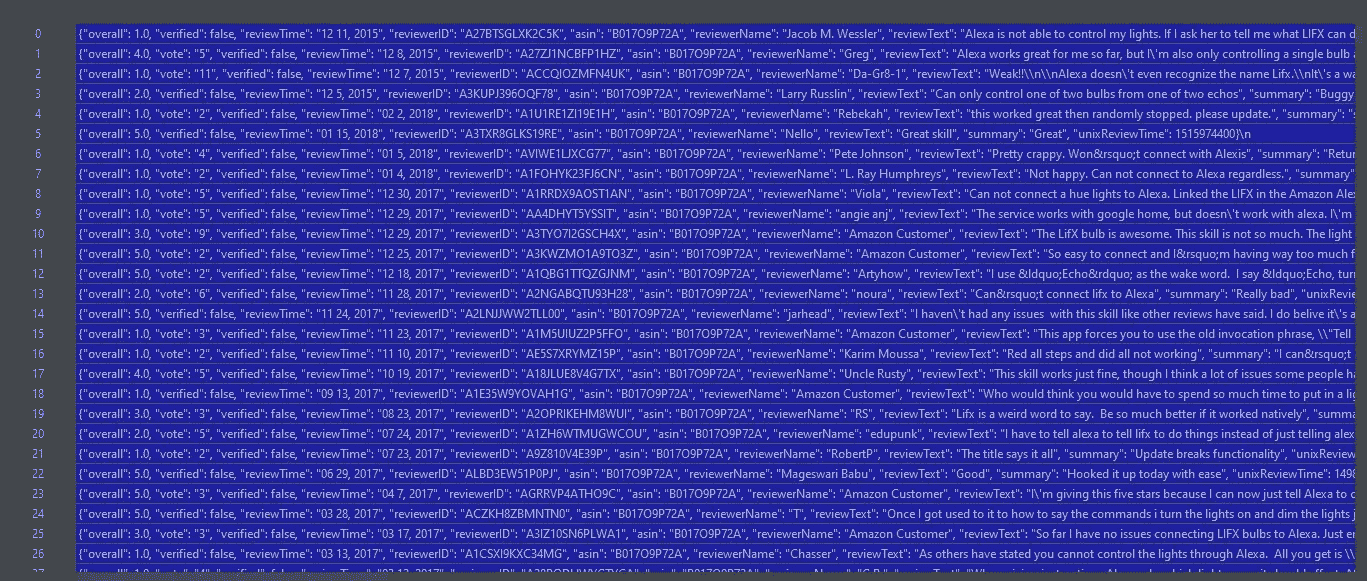 0 {"overall": 1.0, "verified": false, "reviewTime": "12 11, 2015", "reviewerID": "A27BTSGLXK2C5K", "asin": "B017O9P72A", "reviewerName": "Jacob M. Wessler", "reviewText": "Alexa is not able to control my lights. If I ask her to tell me what LIFX can d
1 {"overall": 4.0, "vote": "5", "verified": false, "reviewTime": "12 8, 2015", "reviewerID": "A27ZJ1NCBFP1HZ", "asin": "B017O9P72A", "reviewerName": "Greg", "reviewText": "Alexa works great for me so far, but I\'m also only controlling a single bulb
2 {"overall": 1.0, "vote": "11", "verified": false, "reviewTime": "12 7, 2015", "reviewerID": "ACCQIOZMFN4UK", "asin": "B017O9P72A", "reviewerName": "Da-Gr8-1", "reviewText": "Weak!!\\n\\nAlexa doesn\'t even recognize the name Lifx.\\nIt\'s a wa
3 {"overall": 2.0, "verified": false, "reviewTime": "12 5, 2015", "reviewerID": "A3KUPJ396OQF78", "asin": "B017O9P72A", "reviewerName": "Larry Russlin", "reviewText": "Can only control one of two bulbs from one of two echos", "summary": "Buggy
4 {"overall": 1.0, "vote": "2", "verified": false, "reviewTime": "02 2, 2018", "reviewerID": "A1U1RE1ZI19E1H", "asin": "B017O9P72A", "reviewerName": "Rebekah", "reviewText": "this worked great then randomly stopped. please update.", "summary": "
5 {"overall": 5.0, "verified": false, "reviewTime": "01 15, 2018", "reviewerID": "A3TXR8GLKS19RE", "asin": "B017O9P72A", "reviewerName": "Nello", "reviewText": "Great skill", "summary": "Great", "unixReviewTime": 1515974400}\n
6 {"overall": 1.0, "vote": "4", "verified": false, "reviewTime": "01 5, 2018", "reviewerID": "AVIWE1LJXCG77", "asin": "B017O9P72A", "reviewerName": "Pete Johnson", "reviewText": "Pretty crappy. Won&rsquo;t connect with Alexis", "summary": "Retur
7 {"overall": 1.0, "vote": "2", "verified": false, "reviewTime": "01 4, 2018", "reviewerID": "A1FOHYK23FJ6CN", "asin": "B017O9P72A", "reviewerName": "L. Ray Humphreys", "reviewText": "Not happy. Can not connect to Alexa regardless.", "summary"
8 {"overall": 1.0, "vote": "5", "verified": false, "reviewTime": "12 30, 2017", "reviewerID": "A1RRDX9AOST1AN", "asin": "B017O9P72A", "reviewerName": "Viola", "reviewText": "Can not connect a hue lights to Alexa. Linked the LIFX in the Amazon Alex
9 {"overall": 1.0, "vote": "5", "verified": false, "reviewTime": "12 29, 2017", "reviewerID": "AA4DHYT5YSSIT", "asin": "B017O9P72A", "reviewerName": "angie anj", "reviewText": "The service works with google home, but doesn\'t work with alexa. I\'m
10 {"overall": 3.0, "vote": "9", "verified": false, "reviewTime": "12 29, 2017", "reviewerID": "A3TYO7I2GSCH4X", "asin": "B017O9P72A", "reviewerName": "Amazon Customer", "reviewText": "The LifX bulb is awesome. This skill is not so much. The light
11 {"overall": 5.0, "vote": "2", "verified": false, "reviewTime": "12 25, 2017", "reviewerID": "A3KWZMO1A9TO3Z", "asin": "B017O9P72A", "reviewerName": "Amazon Customer", "reviewText": "So easy to connect and I&rsquo;m having way too much f
12 {"overall": 5.0, "vote": "2", "verified": false, "reviewTime": "12 18, 2017", "reviewerID": "A1QBG1TTQZGJNM", "asin": "B017O9P72A", "reviewerName": "Artyhow", "reviewText": "I use &ldquo;Echo&rdquo; as the wake word.  I say &ldquo;Echo, turn
13 {"overall": 2.0, "vote": "6", "verified": false, "reviewTime": "11 28, 2017", "reviewerID": "A2NGABQTU93H28", "asin": "B017O9P72A", "reviewerName": "noura", "reviewText": "Can&rsquo;t connect lifx to Alexa", "summary": "Really bad", "unixRevie
14 {"overall": 5.0, "verified": false, "reviewTime": "11 24, 2017", "reviewerID": "A2LNJJWW2TLL00", "asin": "B017O9P72A", "reviewerName": "jarhead", "reviewText": "I haven\'t had any issues  with this skill like other reviews have said. I do belive it\'s a
15 {"overall": 1.0, "vote": "3", "verified": false, "reviewTime": "11 23, 2017", "reviewerID": "A1M5UIUZ2P5FFO", "asin": "B017O9P72A", "reviewerName": "Amazon Customer", "reviewText": "This app forces you to use the old invocation phrase, \\"Tell
16 {"overall": 1.0, "vote": "2", "verified": false, "reviewTime": "11 10, 2017", "reviewerID": "AE5S7XRYMZ15P", "asin": "B017O9P72A", "reviewerName": "Karim Moussa", "reviewText": "Red all steps and did all not working", "summary": "I can&rsquo;t
17 {"overall": 4.0, "vote": "5", "verified": false, "reviewTime": "10 19, 2017", "reviewerID": "A18JLUE8V4G7TX", "asin": "B017O9P72A", "reviewerName": "Uncle Rusty", "reviewText": "This skill works just fine, though I think a lot of issues some people ha
18 {"overall": 1.0, "verified": false, "reviewTime": "09 13, 2017", "reviewerID": "A1E35W9YOVAH1G", "asin": "B017O9P72A", "reviewerName": "Amazon Customer", "reviewText": "Who would think you would have to spend so much time to put in a lig
19 {"overall": 3.0, "vote": "3", "verified": false, "reviewTime": "08 23, 2017", "reviewerID": "A2OPRIKEHM8WUI", "asin": "B017O9P72A", "reviewerName": "RS", "reviewText": "Lifx is a weird word to say.  Be so much better if it worked natively", "summa
20 {"overall": 2.0, "vote": "5", "verified": false, "reviewTime": "07 24, 2017", "reviewerID": "A1ZH6WTMUGWCOU", "asin": "B017O9P72A", "reviewerName": "edupunk", "reviewText": "I have to tell alexa to tell lifx to do things instead of just telling alex
21 {"overall": 1.0, "vote": "2", "verified": false, "reviewTime": "07 23, 2017", "reviewerID": "A9Z810V4E39P", "asin": "B017O9P72A", "reviewerName": "RobertP", "reviewText": "The title says it all", "summary": "Update breaks functionality", "unixReview
22 {"overall": 5.0, "verified": false, "reviewTime": "06 29, 2017", "reviewerID": "ALBD3EW51P0PJ", "asin": "B017O9P72A", "reviewerName": "Mageswari Babu", "reviewText": "Good", "summary": "Hooked it up today with ease", "unixReviewTime": 1498
23 {"overall": 5.0, "vote": "3", "verified": false, "reviewTime": "04 7, 2017", "reviewerID": "AGRRVP4ATHO9C", "asin": "B017O9P72A", "reviewerName": "Amazon Customer", "reviewText": "I\'m giving this five stars because I can now just tell Alexa to c
24 {"overall": 5.0, "verified": false, "reviewTime": "03 28, 2017", "reviewerID": "ACZKH8ZBMNTN0", "asin": "B017O9P72A", "reviewerName": "T", "reviewText": "Once I got used to it to how to say the commands i turn the lights on and dim the lights j
25 {"overall": 5.0, "vote": "3", "verified": false, "reviewTime": "03 17, 2017", "reviewerID": "A3IZ10SN6PLWA1", "asin": "B017O9P72A", "reviewerName": "Amazon Customer", "reviewText": "So far I have no issues connecting LIFX bulbs to Alexa. Just er
26 {"overall": 1.0, "verified": false, "reviewTime": "03 13, 2017", "reviewerID": "A1CSXI9KXC34MG", "asin": "B017O9P72A", "reviewerName": "Chasser", "reviewText": "As others have stated you cannot control the lights through Alexa.  All you get is \\